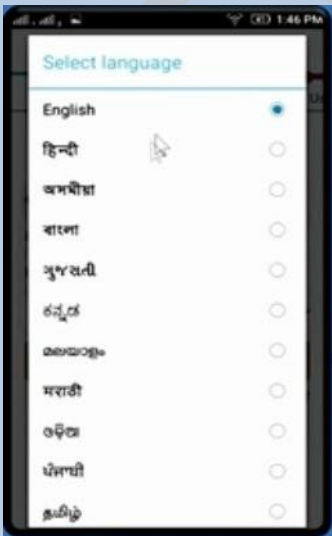 1:46 PM
Select language
English
हिन्दी
অসমীয়া
বাংলা
ગુજરાતી
ಕನ್ನಡ
മലയാളം
मराठी
ଓଡ଼ିଆ
ਪੰਜਾਬੀ
தமிழ்